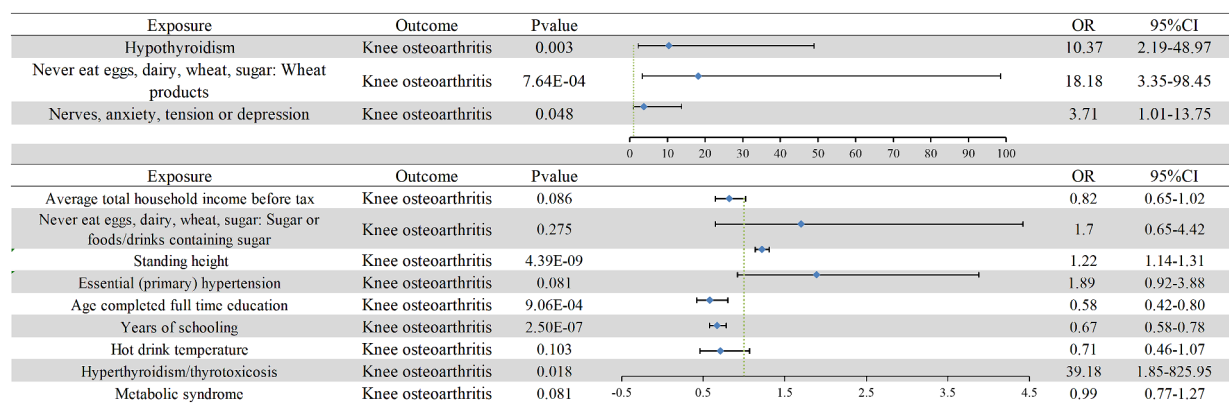 Exposure Outcome Pvalue OR 95%CI
Hypothyroidism Knee osteoarthritis 0.003 10.37 2.19-48.97
Never eat eggs, dairy, wheat, sugar: Wheat
products Knee osteoarthritis 7.64E-04 18.18 3.35-98.45
Nerves, anxiety, tension or depression Knee osteoarthritis 0.048 3.71 1.01-13.75
0 10 20 30 40 50 60 70 80 90 100
Exposure Outcome Pvalue OR 95%CI
Average total household income before tax Knee osteoarthritis 0.086 0.82 0.65-1.02
Never eat eggs, dairy, wheat, sugar: Sugar or
foods/drinks containing sugar Knee osteoarthritis 0.275 1.7 0.65-4.42
Standing height Knee osteoarthritis 4.39E-09 1.22 1.14-1.31
Essential (primary) hypertension Knee osteoarthritis 0.081 1.89 0.92-3.88
Age completed full time education Knee osteoarthritis 9.06E-04 0.58 0.42-0.80
Years of schooling Knee osteoarthritis 2.50E-07 0.67 0.58-0.78
Hot drink temperature Knee osteoarthritis 0.103 0.71 0.46-1.07
Hyperthyroidism/thyrotoxicosis Knee osteoarthritis 0.018 39.18 1.85-825.95
Metabolic syndrome Knee osteoarthritis 0.081 -0.5 0.5 1.5 2.5 3.5 4.5 0.99 0.77-1.27